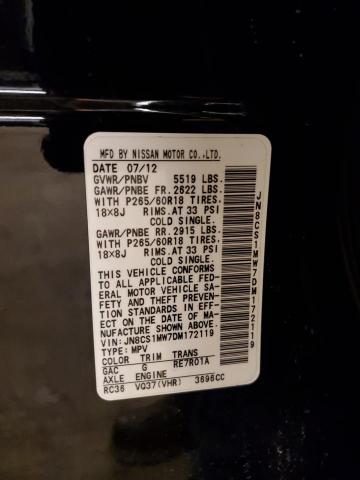 MFD BY NISSAN MOTOR CO.,LTD.
DATE 07/12
GVWR/PNBV 5519 LBS.
GAWR/PNBE FR. 2622 LBS.
WITH P265/60R18 TIRES.
18X8J RIMS.AT 33 PSI
COLD SINGLE.
GAWR/PNBE RR. 2915 LBS.
WITH P265/60R18 TIRES.
18X8J RIMS.AT 33 PSI
COLD SINGLE.
THIS VEHICLE CONFORMS
TO ALL APPLICABLE FED-
ERAL MOTOR VEHICLE SA-
FETY AND THEFT PREVEN-
TION STANDARDS IN EFF-
ECT ON THE DATE OF MA-
NUFACTURE SHOWN ABOVE.
VIN: JN8CS1MW7DM172119
TYPE: MPV
COLOR TRIM TRANS
GAC G RE7R01A
AXLE ENGINE
RC36 VQ37(VHR) 3696CC
JN8CS1MW7DM172119